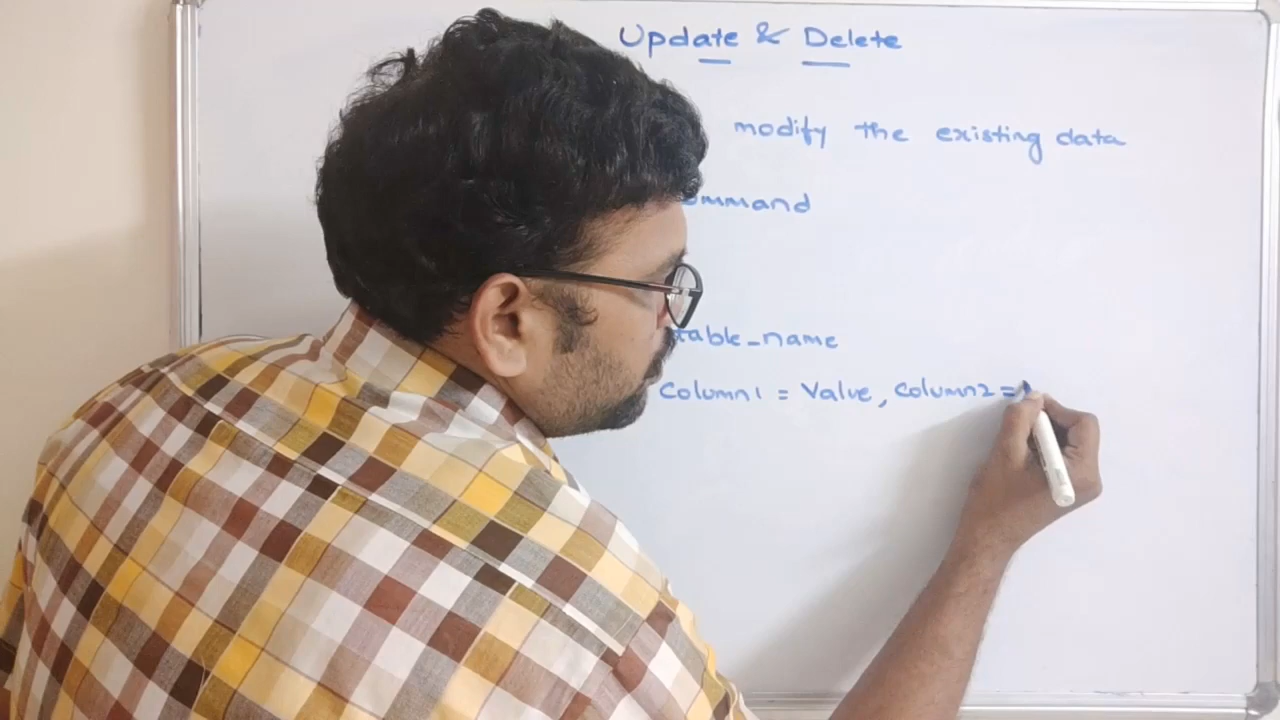 Update & Delete
modify the existing data
ommand
table_name
Column1 = Value, Column2 =